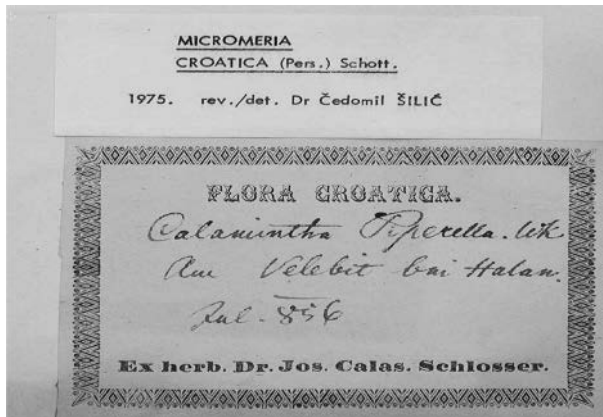 MICROMERIA
CROATICA (Pers.) Schott.
1975. rev./det. Dr Čedomil ŠILIĆ
FLORA CROATICA.
Calamintha Piperella. WK
Am Velebit bei Halan.
Jul. 856
Ex herb. Dr. Jos. Calas. Schlosser.